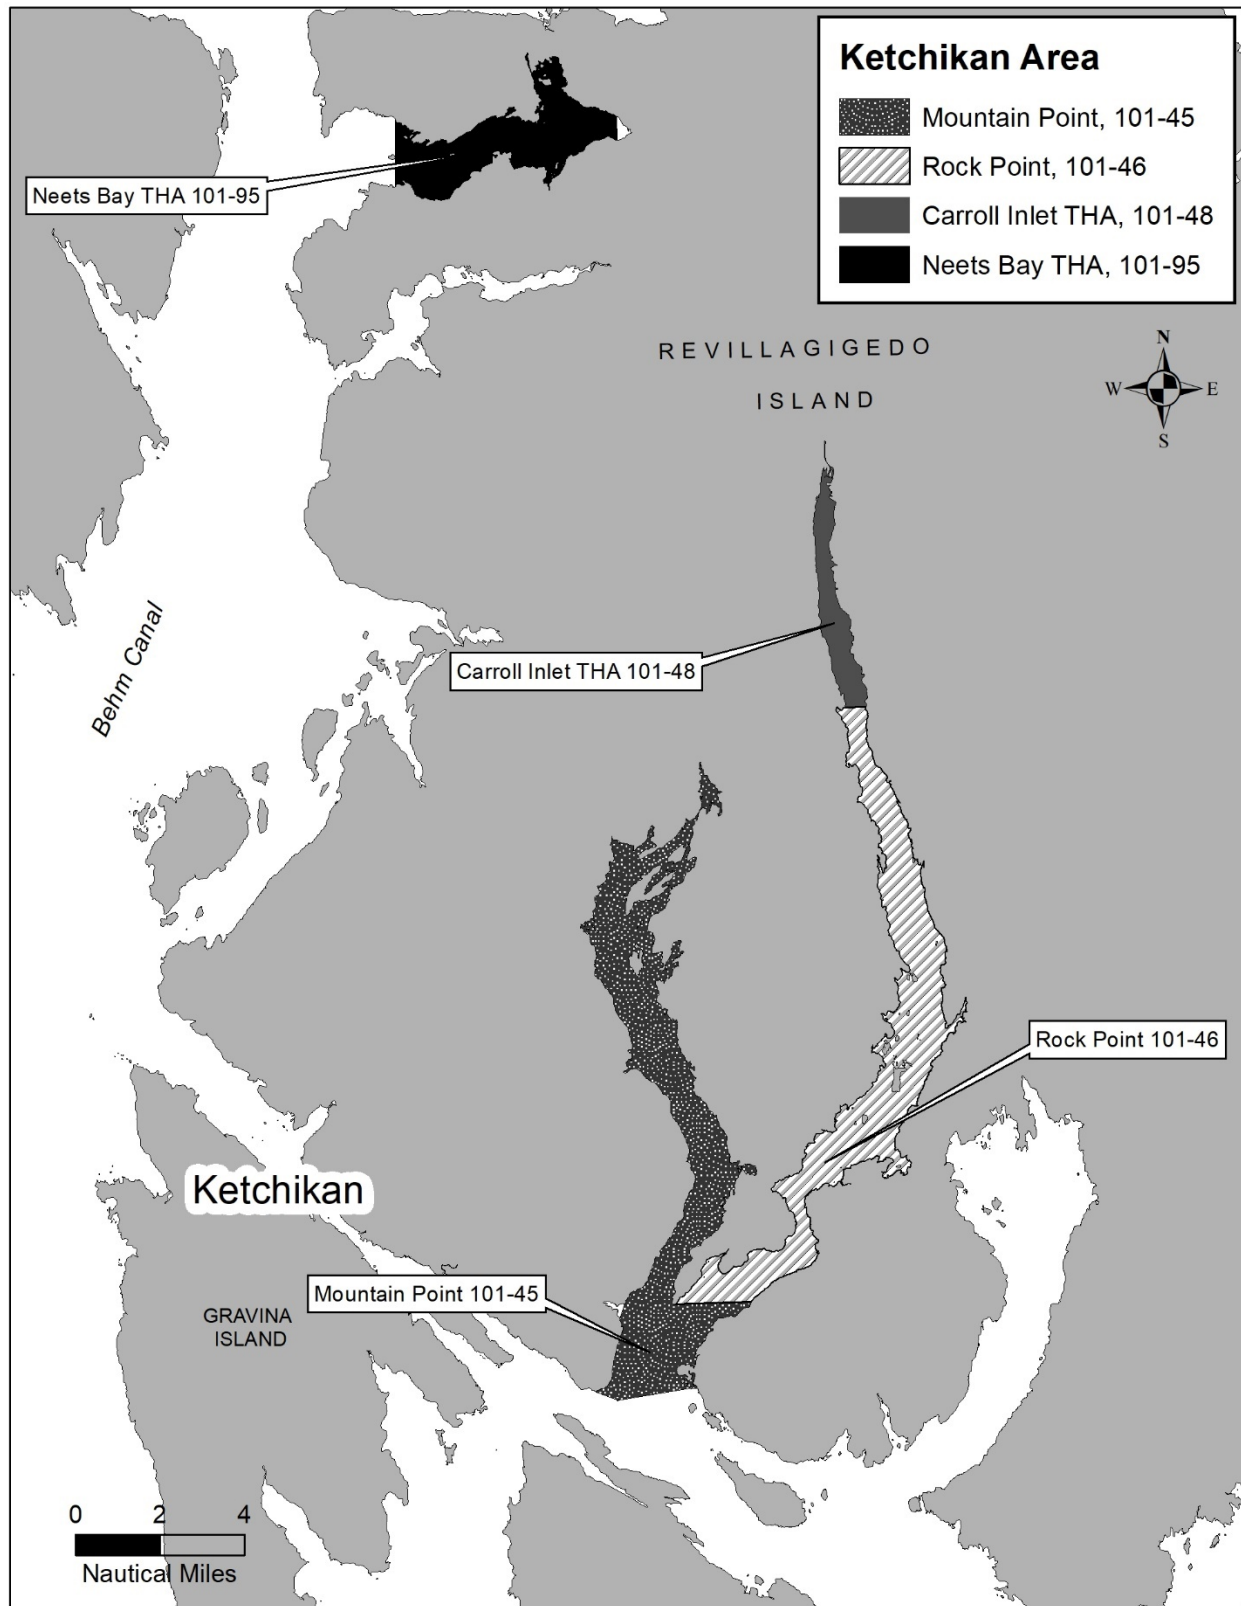 Ketchikan Area
Mountain Point, 101-45
Rock Point, 101-46
Carroll Inlet THA, 101-48
Neets Bay THA, 101-95
Neets Bay THA 101-95
REVILLAGIGEDO
ISLAND
N
W
E
S
Behm Canal
Carroll Inlet THA 101-48
Rock Point 101-46
Ketchikan
Mountain Point 101-45
GRAVINA
ISLAND
0 2 4
Nautical Miles